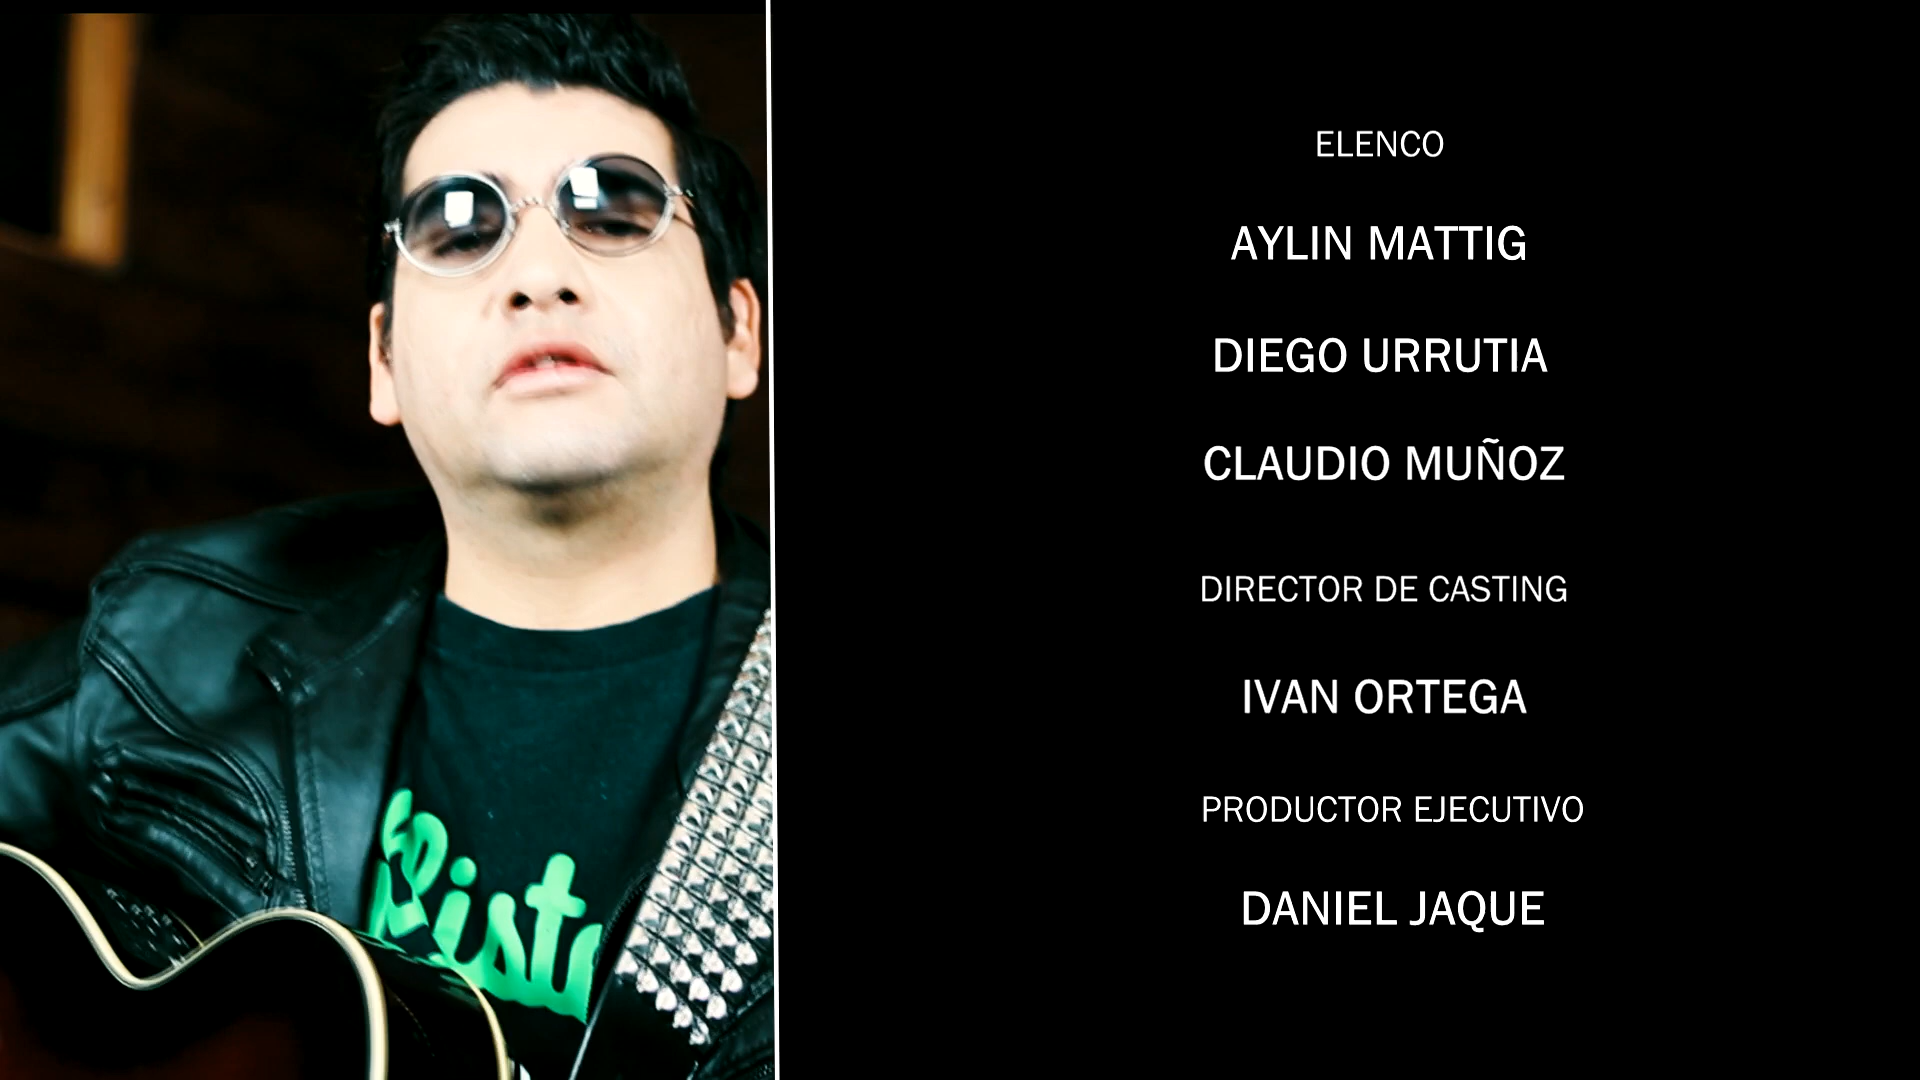 ELENCO
AYLIN MATTIG
DIEGO URRUTIA
CLAUDIO MUÑOZ
DIRECTOR DE CASTING
IVAN ORTEGA
PRODUCTOR EJECUTIVO
DANIEL JAQUE